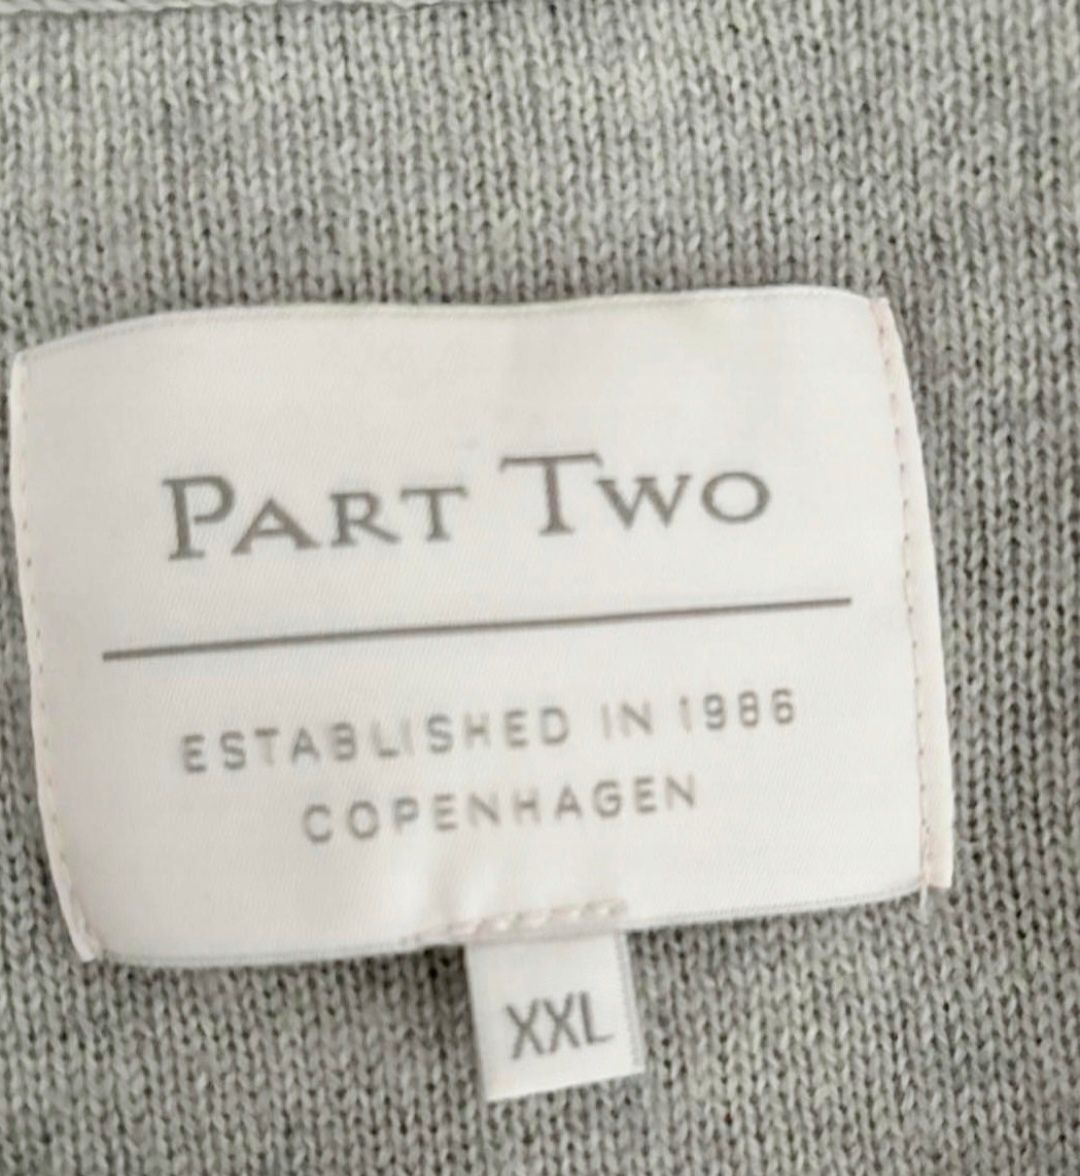 PART TWO
ESTABLISHED IN 1986
COPENHAGEN
XXL